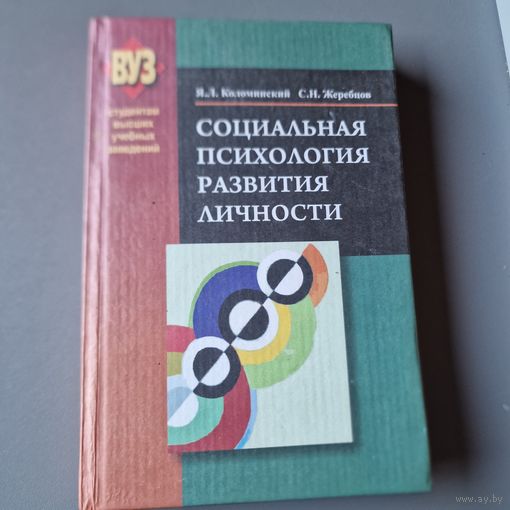 ВУЗ
студентам
высших
учебных
заведений
Я.Л. Коломинский С.Н. Жеребцов
СОЦИАЛЬНАЯ
ПСИХОЛОГИЯ
РАЗВИТИЯ
ЛИЧНОСТИ
www.ay.by